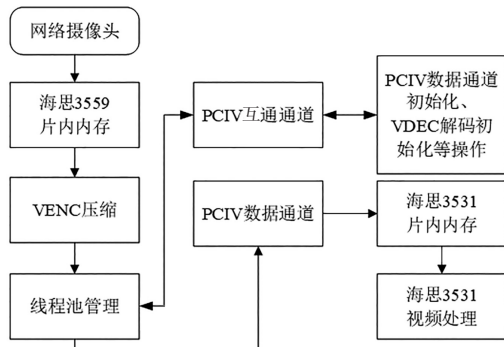 网络摄像头
海思3559
片内内存
VENC压缩
线程池管理
PCIV互通通道
PCIV数据通道
初始化、
VDEC解码初
始化等操作
PCIV数据通道
海思3531
片内内存
海思3531
视频处理